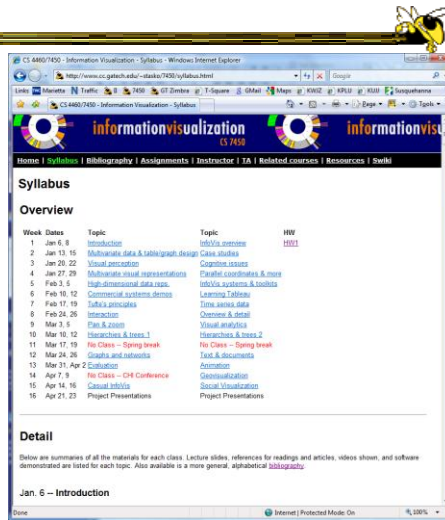 CS 4460/7450 - Information Visualization - Syllabus - Windows Internet Explorer
http://www.cc.gatech.edu/~stasko/7450/syllabus.html
Google
Links Marietta Traffic 8 7450 GT Zimbra T-Square GMail Maps KWJZ KPLU KUUU Susquehanna
CS 4460/7450 - Information Visualization - Syllabus
Page Tools
informationvisualization
CS 7450
informationvisu
Home | Syllabus | Bibliography | Assignments | Instructor | TA | Related courses | Resources | Swiki
Syllabus
Overview
Week Dates Topic Topic HW
1 Jan 6, 8 Introduction InfoVis overview HW1
2 Jan 13, 15 Multivariate data & table/graph design Case studies
3 Jan 20, 22 Visual perception Cognitive issues
4 Jan 27, 29 Multivariate visual representations Parallel coordinates & more
5 Feb 3, 5 High-dimensional data reps. InfoVis systems & toolkits
6 Feb 10, 12 Commercial systems demos Learning Tableau
7 Feb 17, 19 Tufte's principles Time series data
8 Feb 24, 26 Interaction Overview & detail
9 Mar 3, 5 Pan & zoom Visual analytics
10 Mar 10, 12 Hierarchies & trees 1 Hierarchies & trees 2
11 Mar 17, 19 No Class -- Spring break No Class -- Spring break
12 Mar 24, 26 Graphs and networks Text & documents
13 Mar 31, Apr 2 Evaluation Animation
14 Apr 7, 9 No Class -- CHI Conference Geovisualization
15 Apr 14, 16 Casual InfoVis Social Visualization
16 Apr 21, 23 Project Presentations Project Presentations
Detail
Below are summaries of all the materials for each class. Lecture slides, references for readings and articles, videos shown, and software
demonstrated are listed for each topic. Also available is a more general, alphabetical bibliography.
Jan. 6 -- Introduction
Done Internet | Protected Mode: On 100%